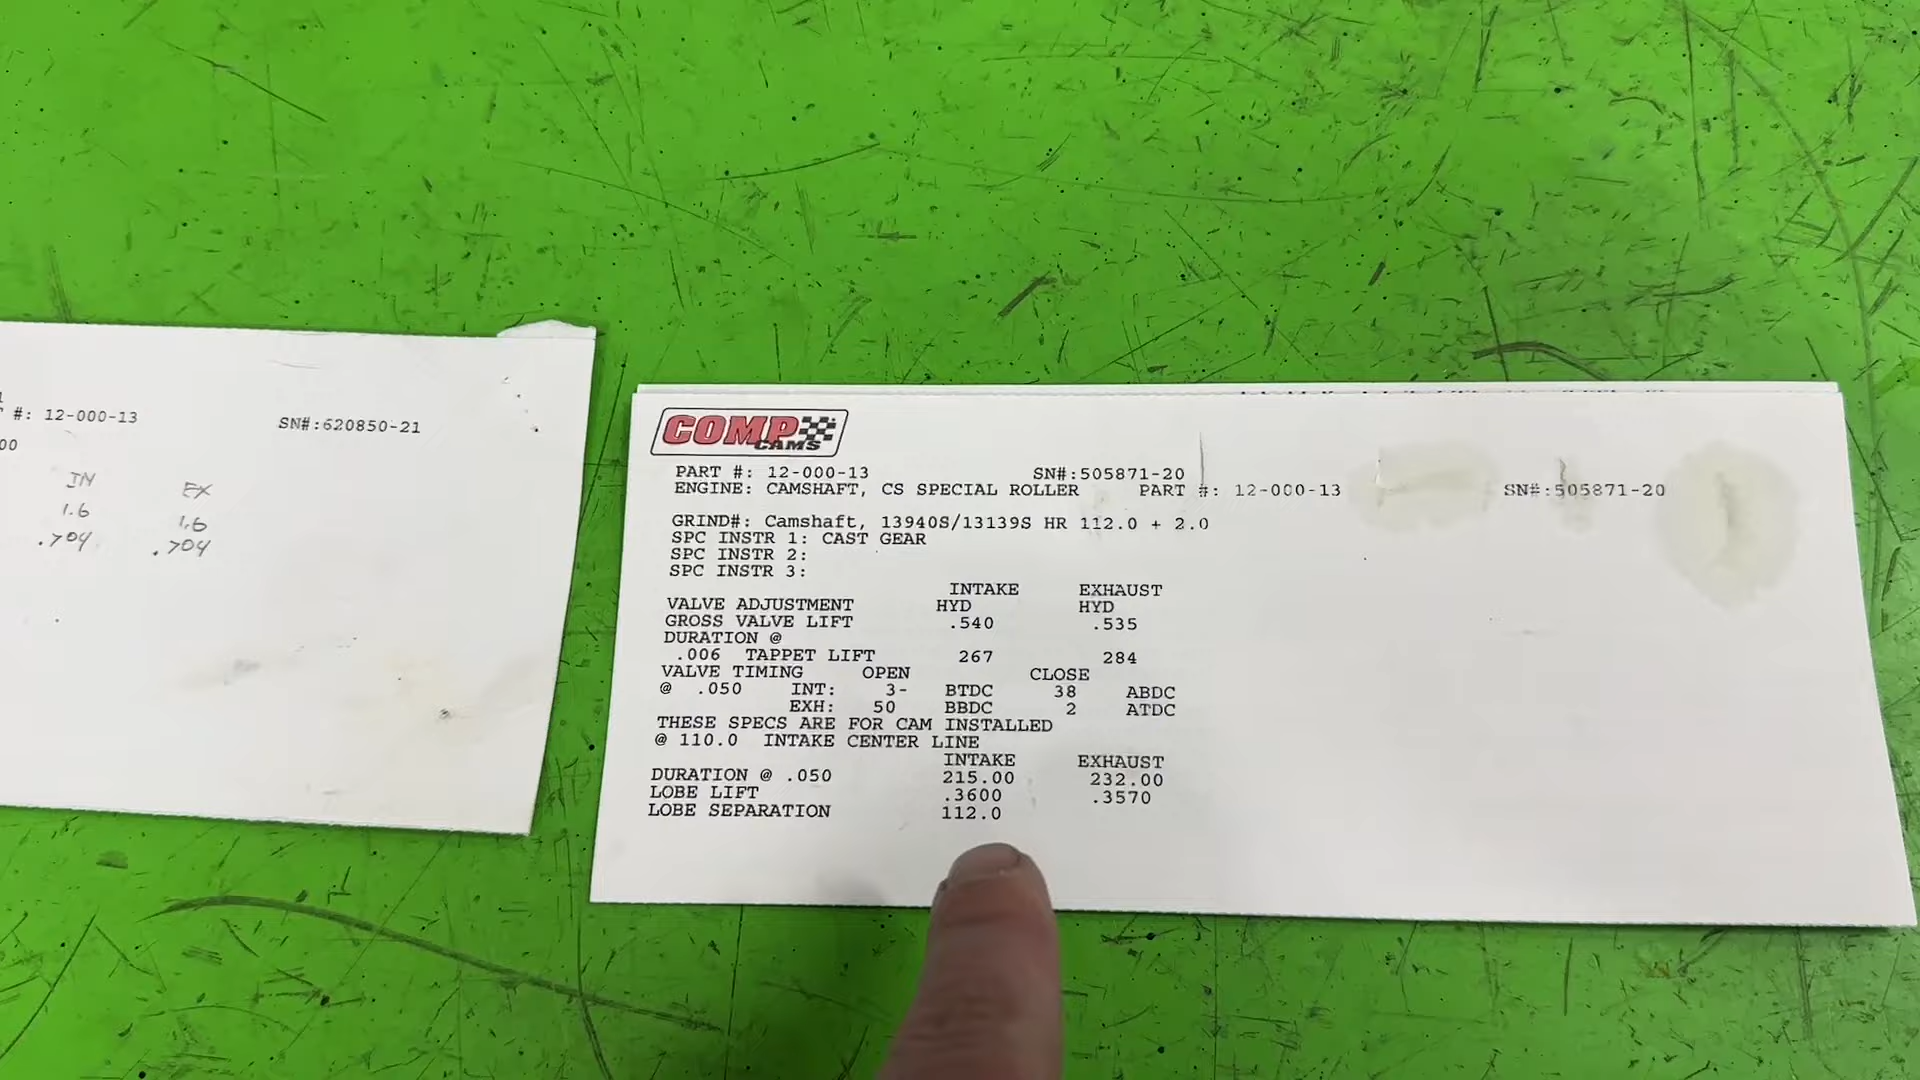 #: 12-000-13 SN#:620850-21
00
IN EX
1.6 1.6
.704 .704
COMP
CAMS
PART #: 12-000-13 SN#:505871-20
ENGINE: CAMSHAFT, CS SPECIAL ROLLER PART #: 12-000-13 SN#:505871-20
GRIND#: Camshaft, 13940S/13139S HR 112.0 + 2.0
SPC INSTR 1: CAST GEAR
SPC INSTR 2:
SPC INSTR 3:
INTAKE EXHAUST
VALVE ADJUSTMENT HYD HYD
GROSS VALVE LIFT .540 .535
DURATION @
.006 TAPPET LIFT 267 284
VALVE TIMING OPEN CLOSE
@ .050 INT: 3- BTDC 38 ABDC
EXH: 50 BBDC 2 ATDC
THESE SPECS ARE FOR CAM INSTALLED
@ 110.0 INTAKE CENTER LINE
INTAKE EXHAUST
DURATION @ .050 215.00 232.00
LOBE LIFT .3600 .3570
LOBE SEPARATION 112.0